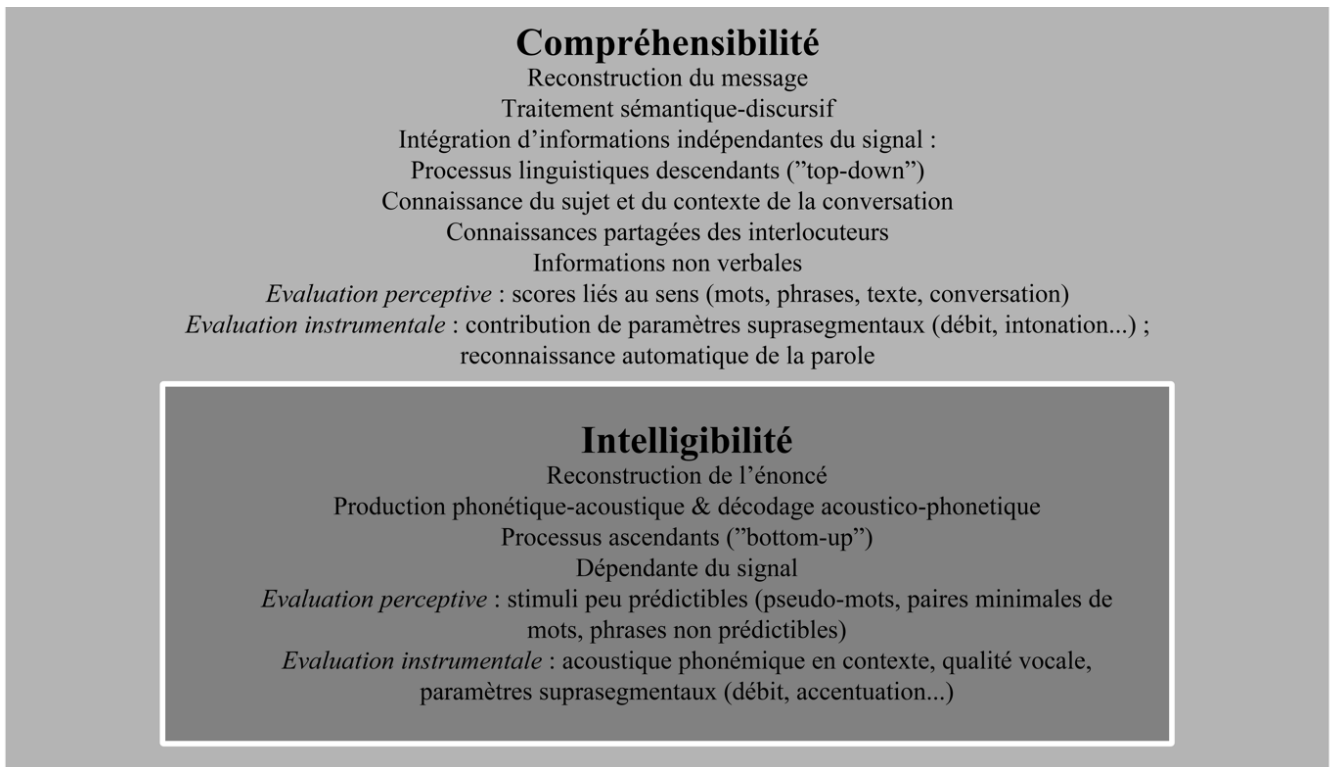 Compréhensibilité
Reconstruction du message
Traitement sémantique-discursif
Intégration d’informations indépendantes du signal :
Processus linguistiques descendants (”top-down”)
Connaissance du sujet et du contexte de la conversation
Connaissances partagées des interlocuteurs
Informations non verbales
Evaluation perceptive : scores liés au sens (mots, phrases, texte, conversation)
Evaluation instrumentale : contribution de paramètres suprasegmentaux (débit, intonation...) ;
reconnaissance automatique de la parole
Intelligibilité
Reconstruction de l’énoncé
Production phonétique-acoustique & décodage acoustico-phonetique
Processus ascendants (”bottom-up”)
Dépendante du signal
Evaluation perceptive : stimuli peu prédictibles (pseudo-mots, paires minimales de
mots, phrases non prédictibles)
Evaluation instrumentale : acoustique phonémique en contexte, qualité vocale,
paramètres suprasegmentaux (débit, accentuation...)